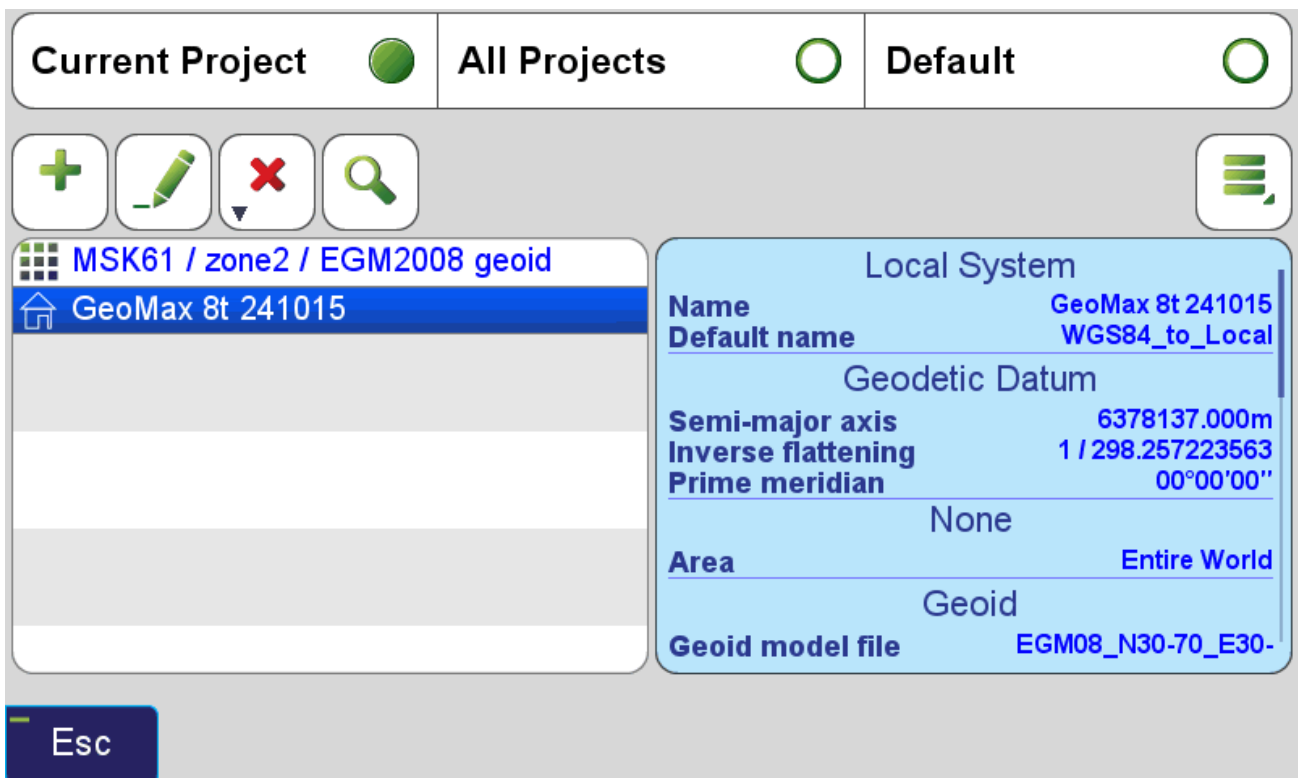 Current Project
All Projects
Default
MSK61 / zone2 / EGM2008 geoid
GeoMax 8t 241015
Local System
Name GeoMax 8t 241015
Default name WGS84_to_Local
Geodetic Datum
Semi-major axis 6378137.000m
Inverse flattening 1 / 298.257223563
Prime meridian 00°00'00''
None
Area Entire World
Geoid
Geoid model file EGM08_N30-70_E30-
Esc